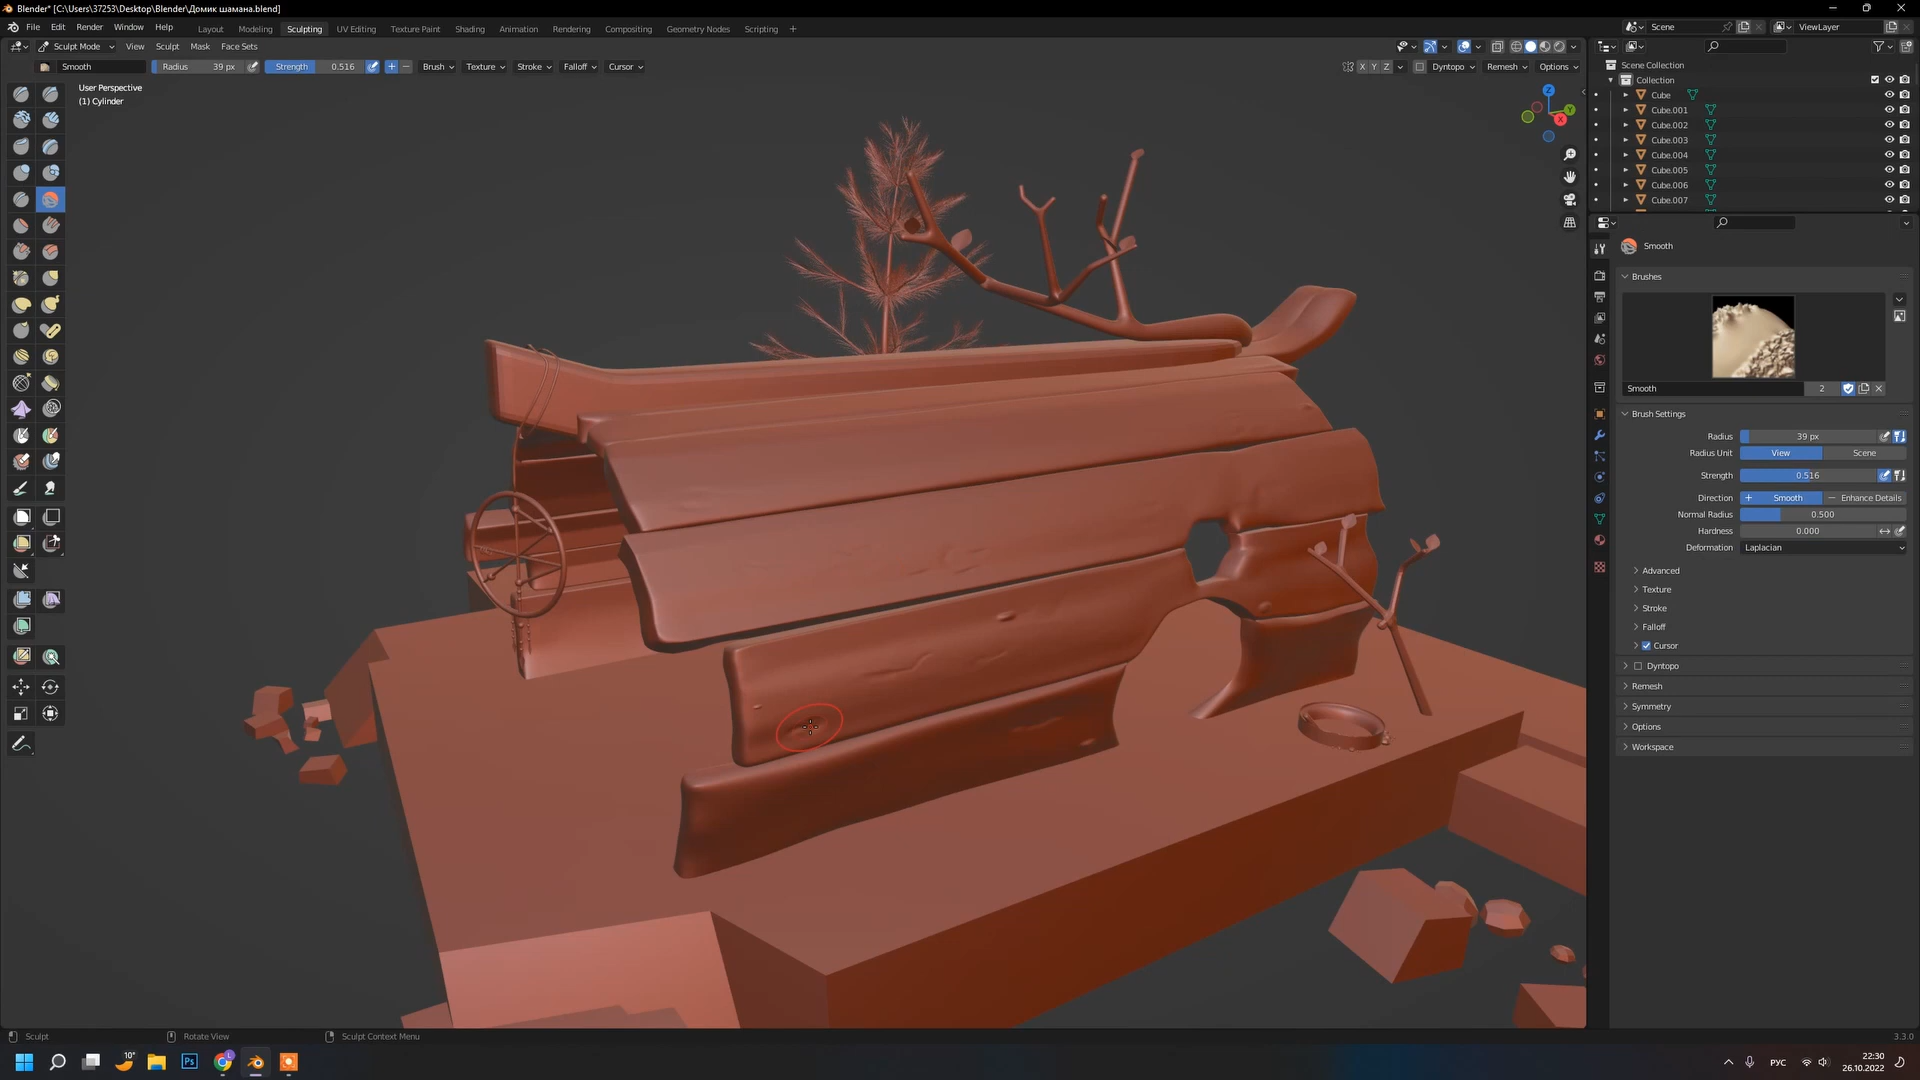 Blender* [C:\Users\37253\Desktop\Blender\Домик шамана.blend]
File Edit Render Window Help Layout Modeling Sculpting UV Editing Texture Paint Shading Animation Rendering Compositing Geometry Nodes Scripting + Scene ViewLayer
Sculpt Mode View Sculpt Mask Face Sets
Smooth Radius 39 px Strength 0.516 Brush Texture Stroke Falloff Cursor X Y Z Dyntopo Remesh Options
User Perspective
(1) Cylinder
Z
Y
X
Scene Collection
Collection
Cube
Cube.001
Cube.002
Cube.003
Cube.004
Cube.005
Cube.006
Cube.007
Smooth
Brushes
Smooth 2
Brush Settings
Radius 39 px
Radius Unit View Scene
Strength 0.516
Direction + Smooth − Enhance Details
Normal Radius 0.500
Hardness 0.000
Deformation Laplacian
Advanced
Texture
Stroke
Falloff
Cursor
Dyntopo
Remesh
Symmetry
Options
Workspace
Sculpt Rotate View Sculpt Context Menu 3.3.0
10°
Ps
L
РУС
22:30
26.10.2022